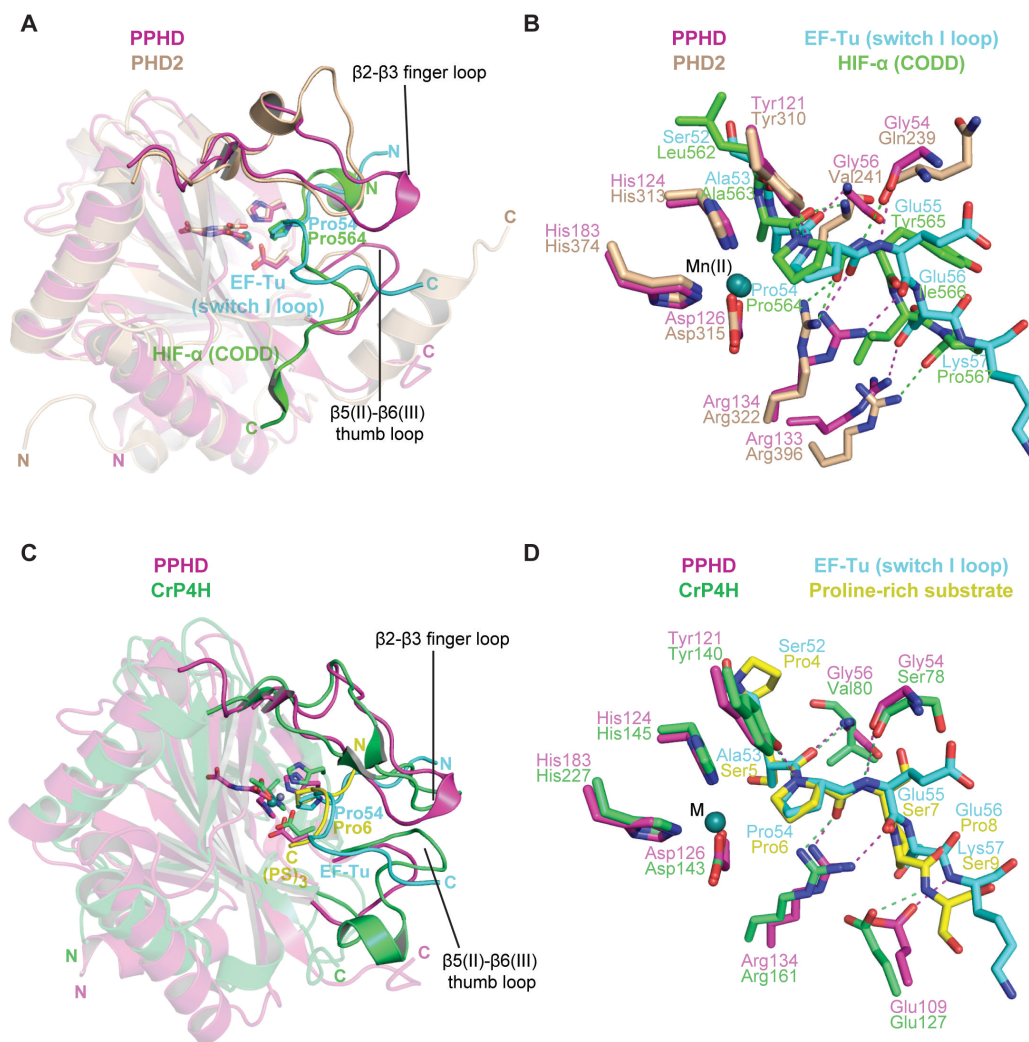 A
PPHD
PHD2
β2-β3 finger loop
N
N
Pro54
Pro564
C
EF-Tu
(switch I loop)
C
HIF-α (CODD)
C
C
β5(II)-β6(III)
thumb loop
N
N
B
PPHD
PHD2
EF-Tu (switch I loop)
HIF-α (CODD)
Tyr121
Tyr310
Gly54
Gln239
Ser52
Leu562
Gly56
Val241
Ala53
Ala563
His124
His313
Glu55
Tyr565
His183
His374
Mn(II)
Glu56
Ile566
Pro54
Pro564
Asp126
Asp315
Lys57
Pro567
Arg134
Arg322
Arg133
Arg396
C
PPHD
CrP4H
β2-β3 finger loop
N
N
Pro54
Pro6
EF-Tu
C
(PS)3
C
N
N
C
C
β5(II)-β6(III)
thumb loop
D
PPHD
CrP4H
EF-Tu (switch I loop)
Proline-rich substrate
Tyr121
Tyr140
Ser52
Pro4
Gly56
Val80
Gly54
Ser78
His124
His145
Ala53
Ser5
His183
His227
Glu55
Ser7
Glu56
Pro8
M
Pro54
Pro6
Lys57
Ser9
Asp126
Asp143
Arg134
Arg161
Glu109
Glu127